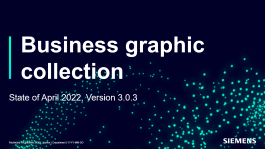 Business graphic
collection
State of April 2022, Version 3.0.3
SIEMENS